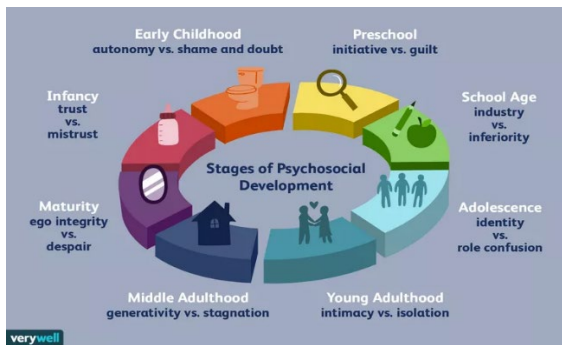 Early Childhood
autonomy vs. shame and doubt
Preschool
initiative vs. guilt
Infancy
trust
vs.
mistrust
School Age
industry
vs.
inferiority
Stages of Psychosocial
Development
Maturity
ego integrity
vs.
despair
Adolescence
identity
vs.
role confusion
Middle Adulthood
generativity vs. stagnation
Young Adulthood
intimacy vs. isolation
verywell